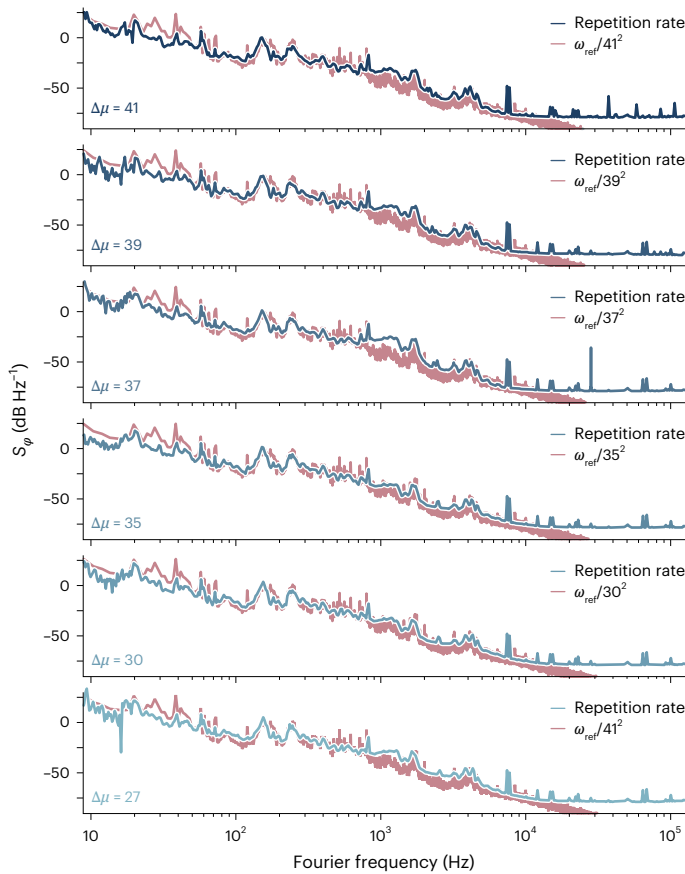 Repetition rate
ω_ref/41²
0
−50
Δμ = 41
Repetition rate
ω_ref/39²
0
−50
Δμ = 39
Repetition rate
ω_ref/37²
0
−50
Δμ = 37
S_φ (dB Hz⁻¹)
Repetition rate
ω_ref/35²
0
−50
Δμ = 35
Repetition rate
ω_ref/30²
0
−50
Δμ = 30
Repetition rate
ω_ref/41²
0
−50
Δμ = 27
10 10² 10³ 10⁴ 10⁵
Fourier frequency (Hz)